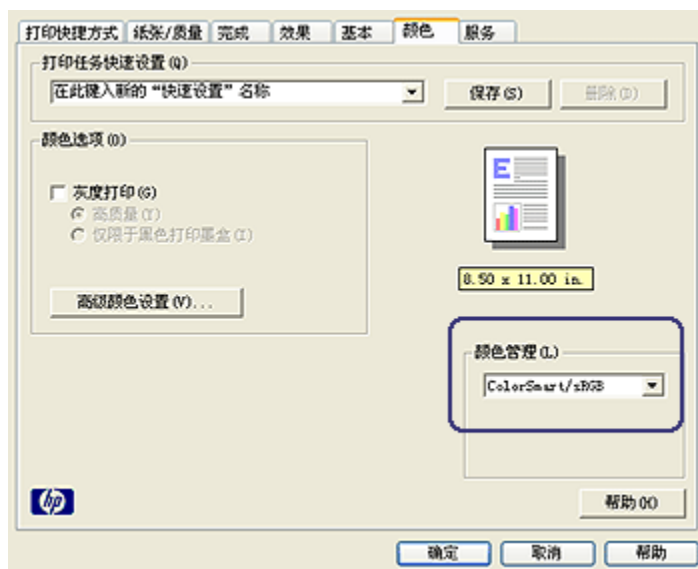 打印快捷方式 纸张/质量 完成 效果 基本 颜色 服务
打印任务快速设置(Q)
在此键入新的“快速设置”名称
保存(S) 删除(D)
颜色选项(O)
灰度打印(G)
高质量(T)
仅限于黑色打印墨盒(I)
8.50 x 11.00 in.
高级颜色设置(V)...
颜色管理(L)
ColorSmart/sRGB
hp
帮助(H)
确定 取消 帮助